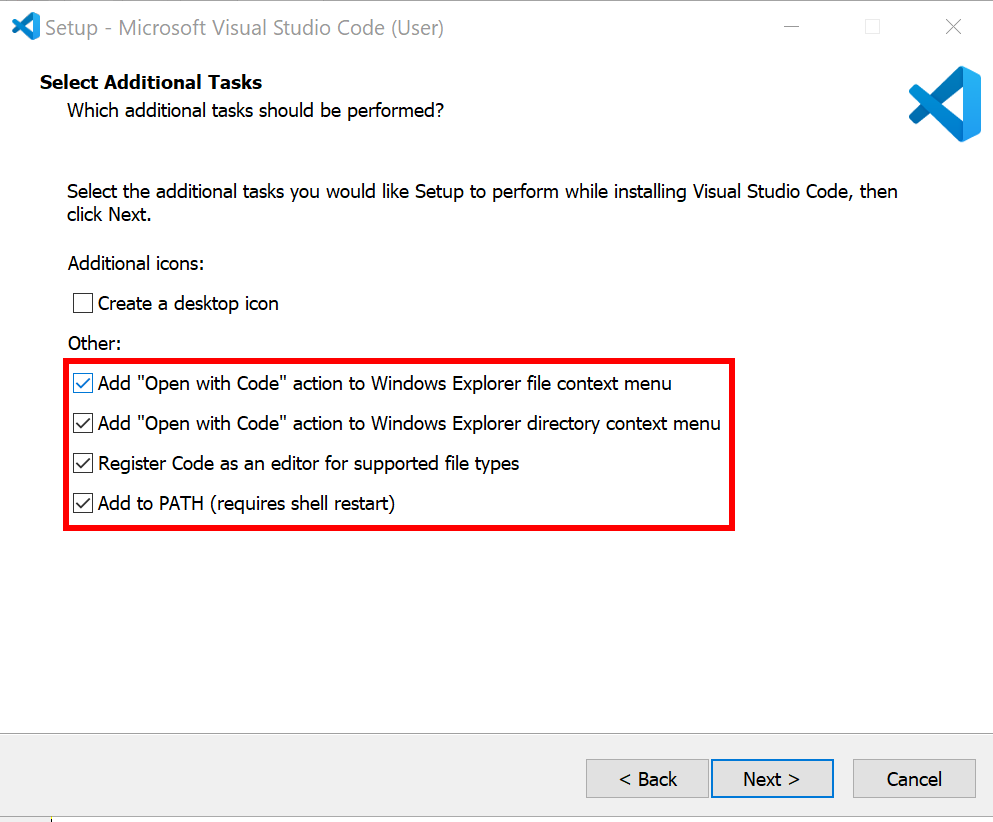 Setup - Microsoft Visual Studio Code (User)
Select Additional Tasks
Which additional tasks should be performed?
Select the additional tasks you would like Setup to perform while installing Visual Studio Code, then
click Next.
Additional icons:
Create a desktop icon
Other:
Add "Open with Code" action to Windows Explorer file context menu
Add "Open with Code" action to Windows Explorer directory context menu
Register Code as an editor for supported file types
Add to PATH (requires shell restart)
< Back Next > Cancel